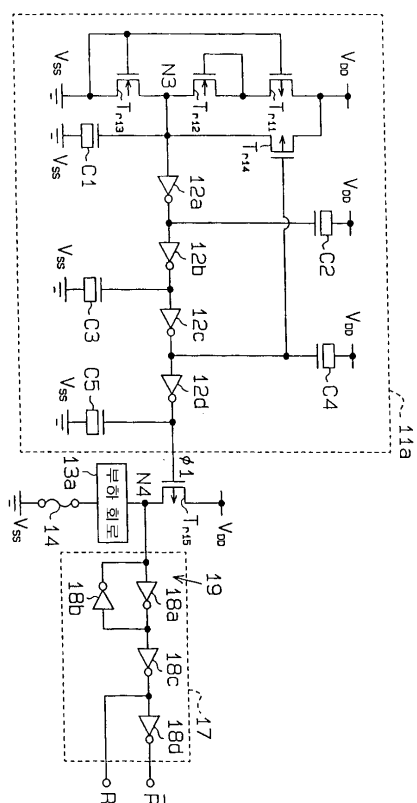 11a
VDD
VDD
VDD
VDD
Tr11
Tr14
C2
C4
Tr12
Tr15
φ1
N3
N4
12a
12b
12c
12d
Tr13
C1
C3
C5
VSS
VSS
VSS
VSS
13a
부하 회로
14
VSS
19
17
18a
18b
18c
18d
R